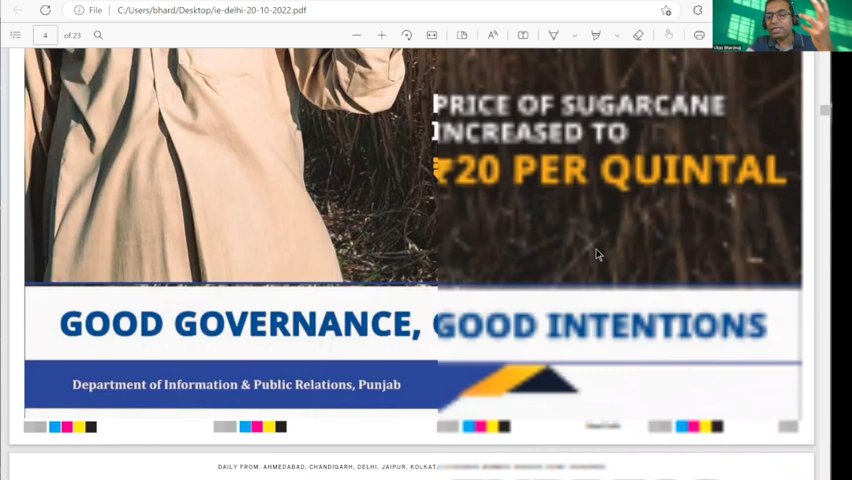 File
C:/Users/bhard/Desktop/ie-delhi-20-10-2022.pdf
4 of 23
PRICE OF SUGARCANE
INCREASED TO
₹20 PER QUINTAL
GOOD GOVERNANCE, GOOD INTENTIONS
Department of Information & Public Relations, Punjab
DAILY FROM: AHMEDABAD, CHANDIGARH, DELHI, JAIPUR, KOLKAT